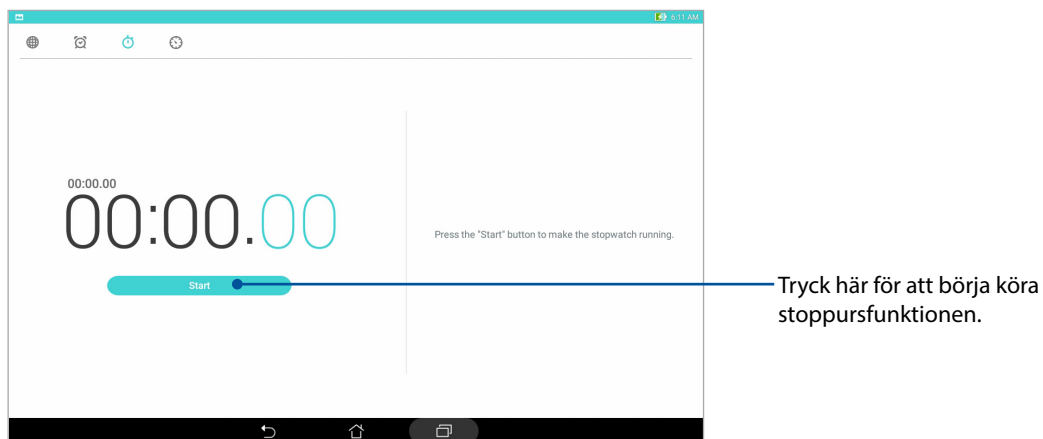 6:11 AM
00:00.00
00:00.00
Start
Press the "Start" button to make the stopwatch running.
Tryck här för att börja köra
stoppursfunktionen.